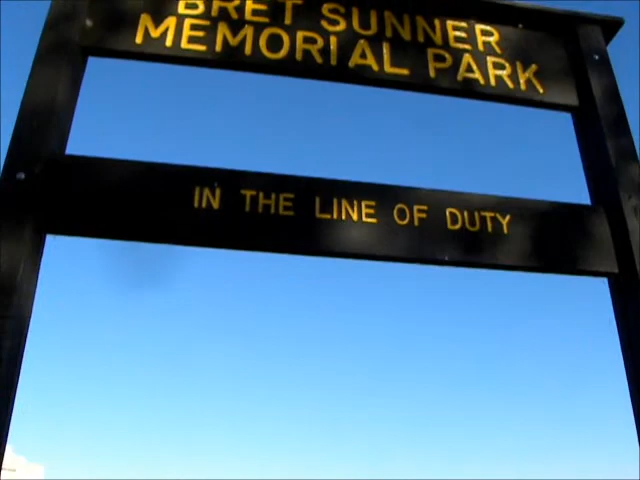 BRET SUNNER
MEMORIAL PARK
IN THE LINE OF DUTY